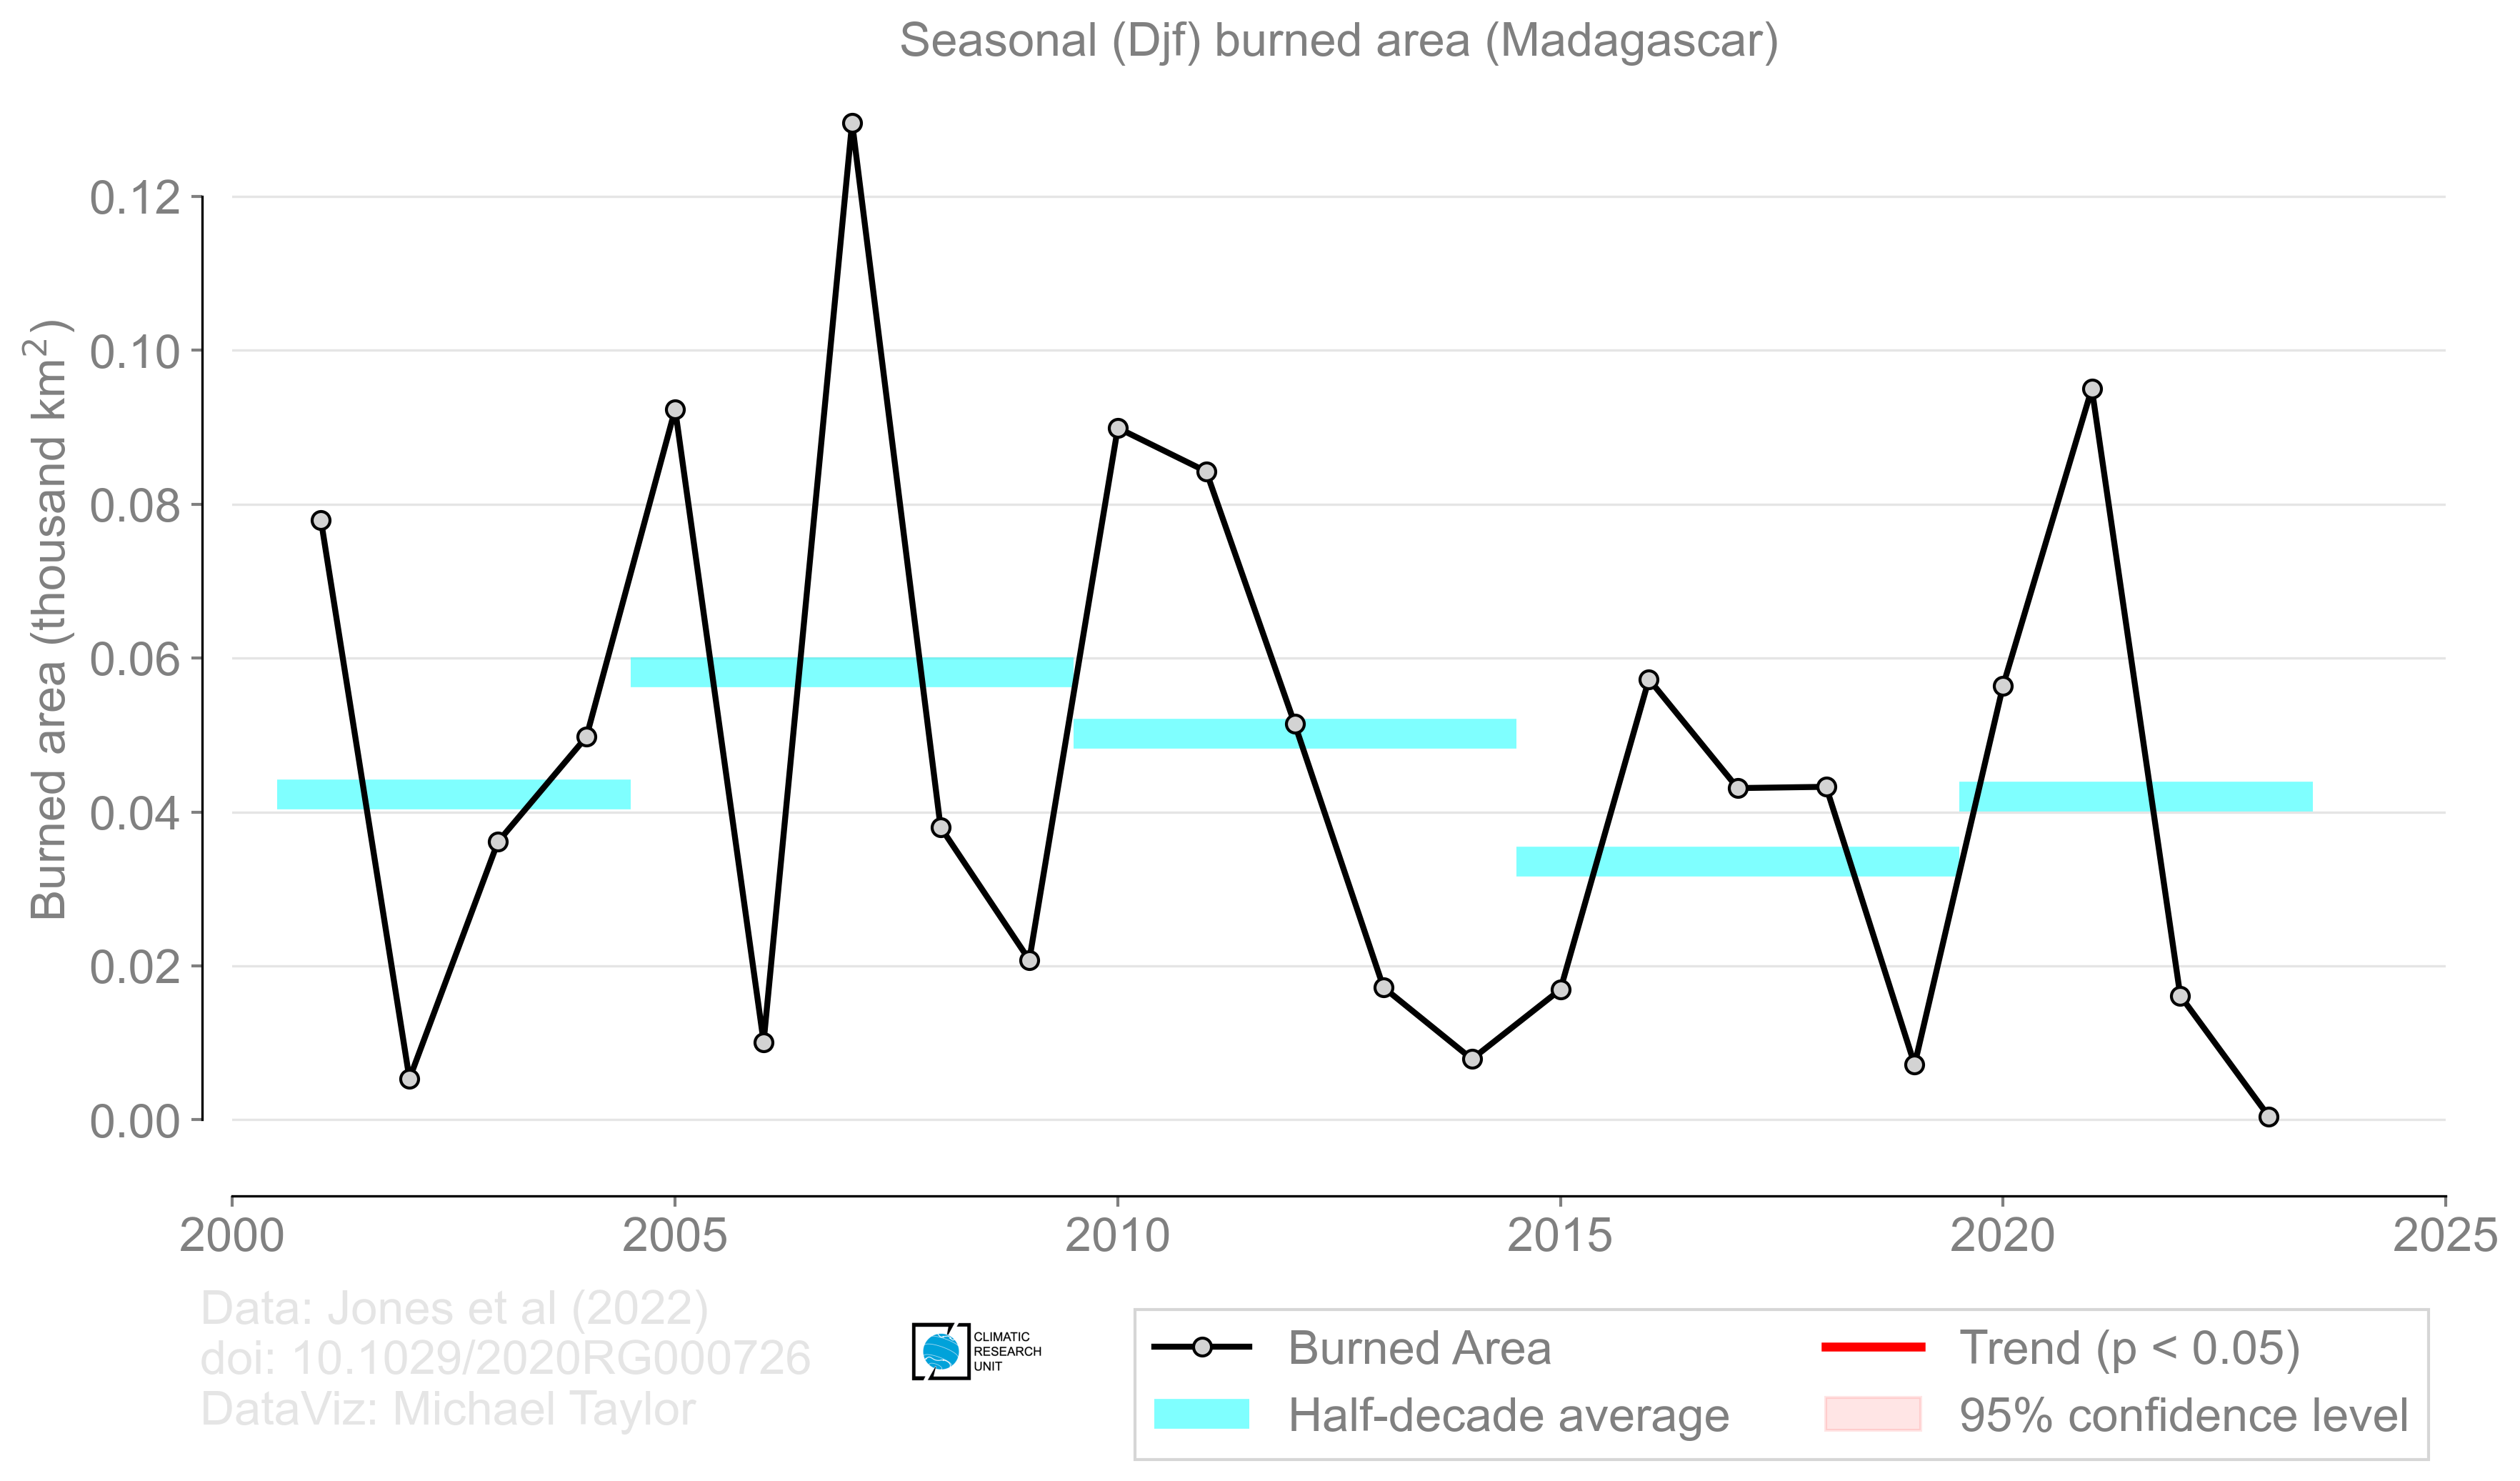 Seasonal (Djf) burned area (Madagascar)
Burned area (thousand km²)
0.12
0.10
0.08
0.06
0.04
0.02
0.00
2000 2005 2010 2015 2020 2025
Data: Jones et al (2022)
doi: 10.1029/2020RG000726
DataViz: Michael Taylor
CLIMATIC
RESEARCH
UNIT
Burned Area
Half-decade average
Trend (p < 0.05)
95% confidence level